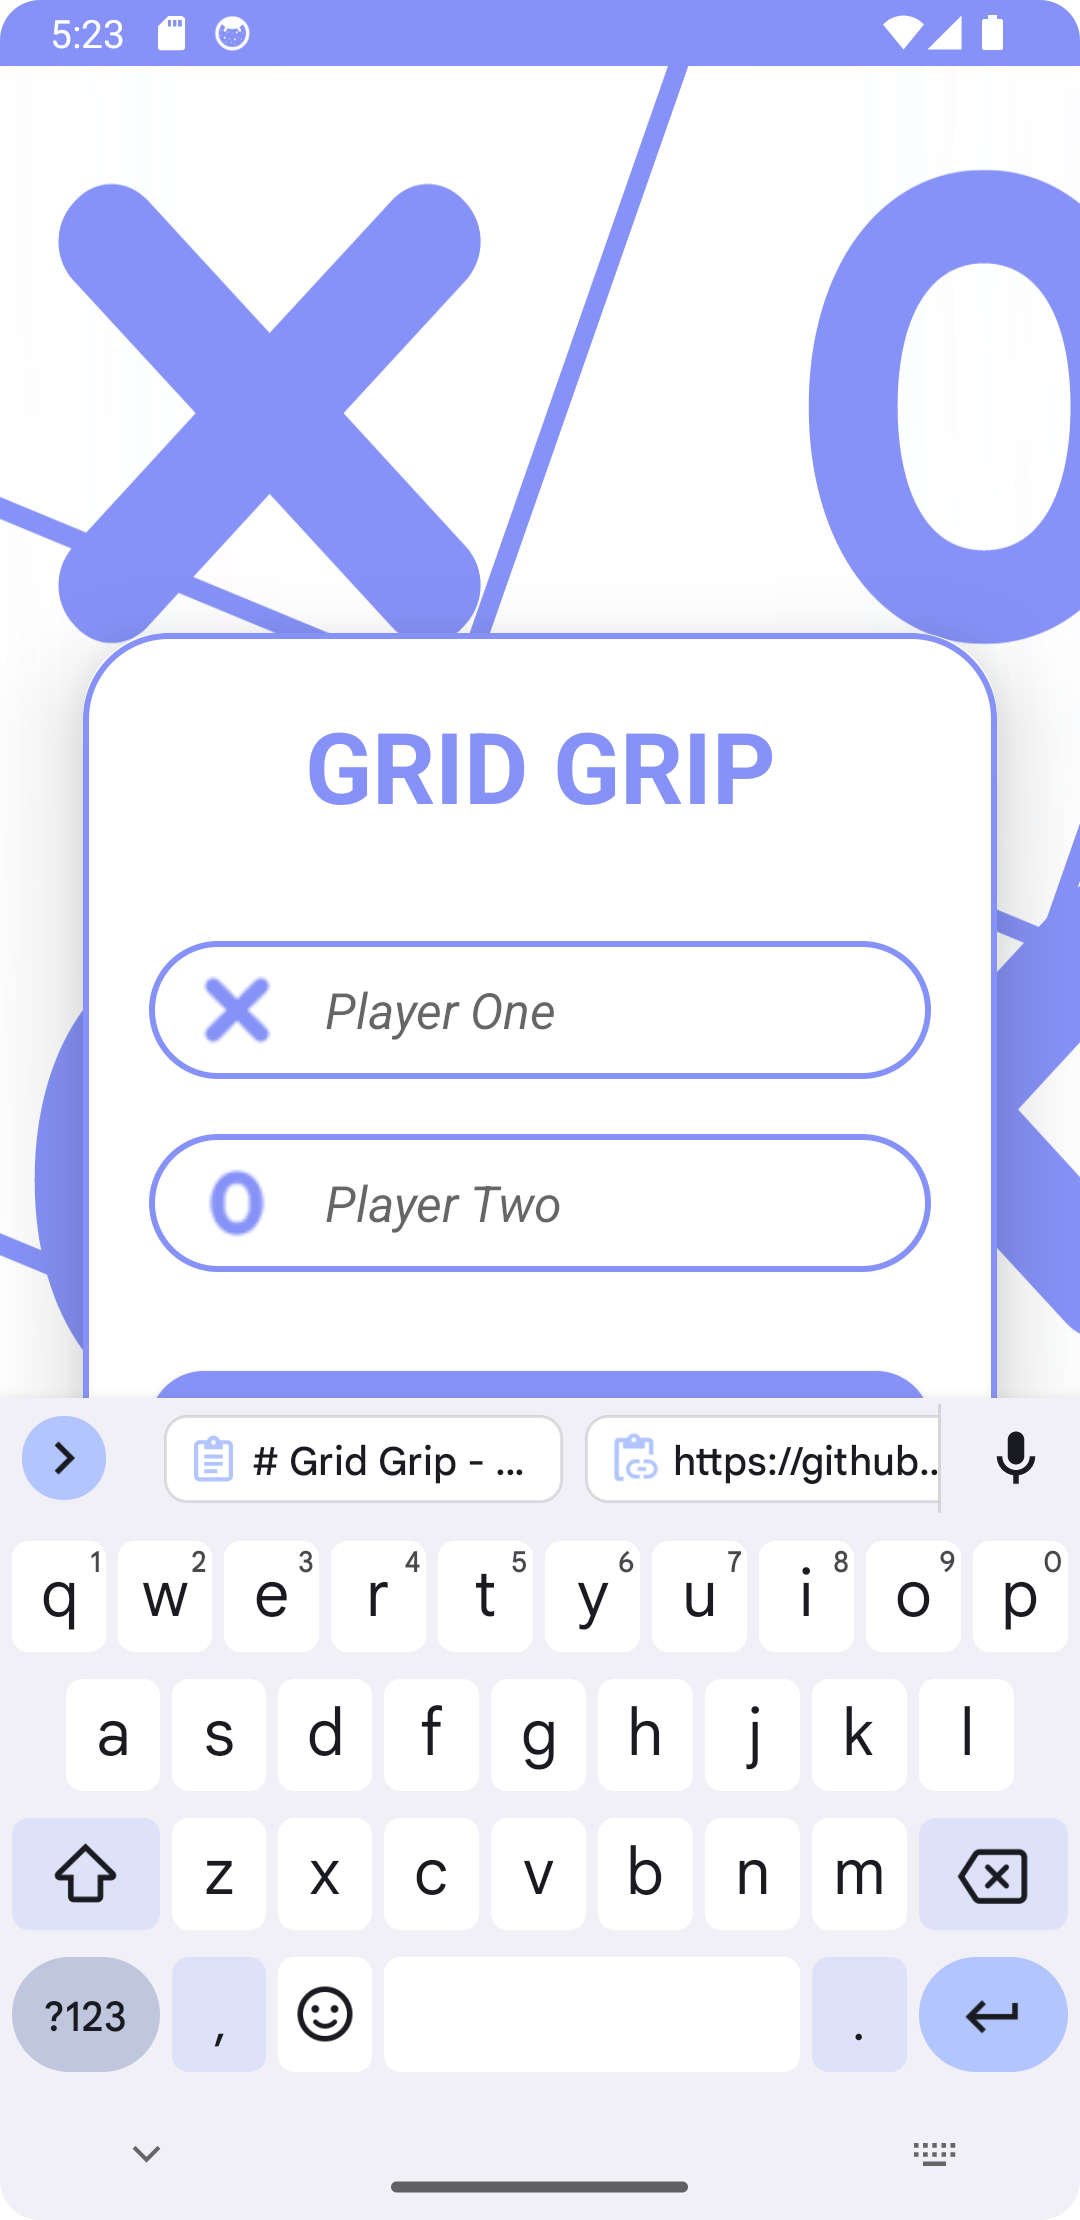 5:23
X
O
GRID GRIP
Player One
Player Two
# Grid Grip - ...
https://github..
q 1 w 2 e 3 r 4 t 5 y 6 u 7 i 8 o 9 p 0
a s d f g h j k l
z x c v b n m
?123 , .